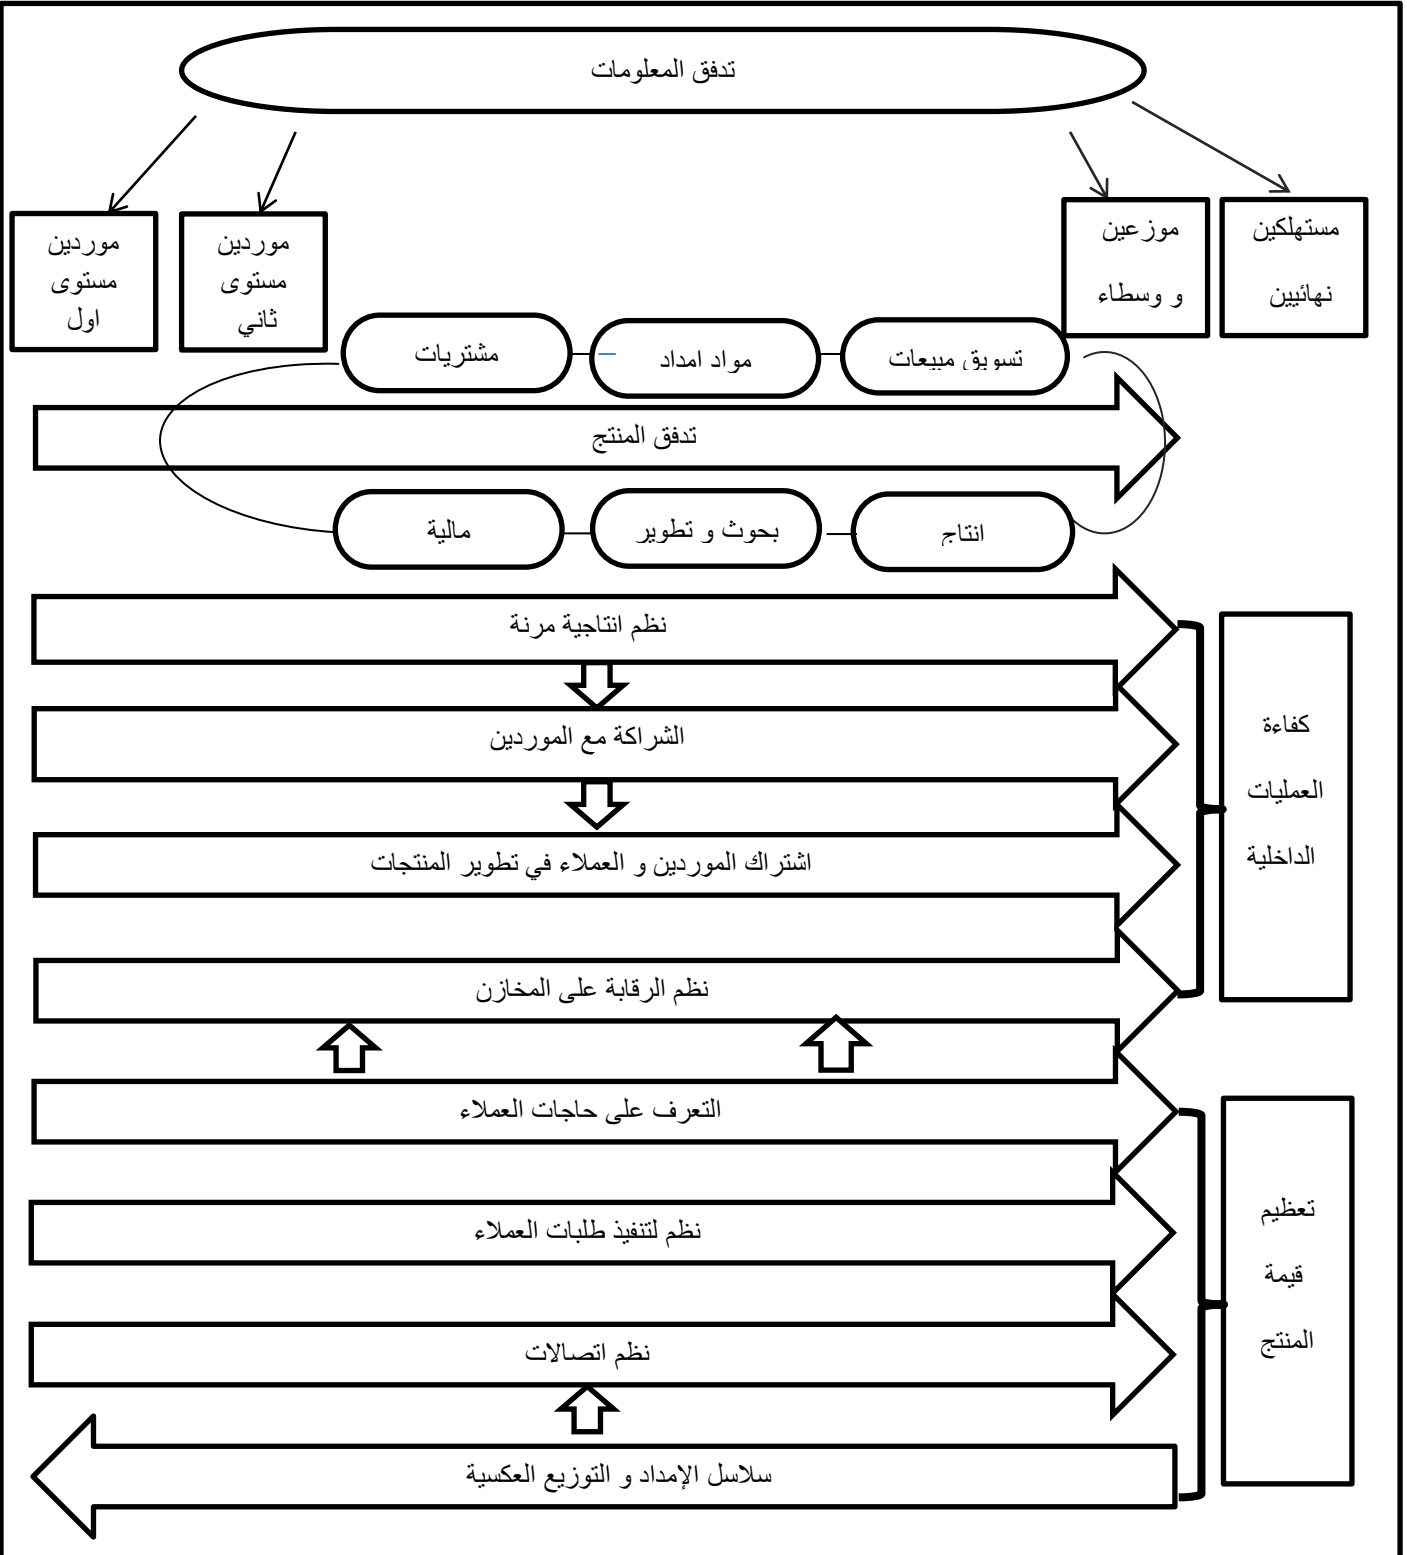 تدفق المعلومات
مستهلكين
نهائيين
موزعين
و وسطاء
موردين
مستوى
ثاني
موردين
مستوى
اول
تسويق مبيعات
مواد امداد
مشتريات
تدفق المنتج
انتاج
بحوث و تطوير
مالية
نظم انتاجية مرنة
الشراكة مع الموردين
اشتراك الموردين و العملاء في تطوير المنتجات
نظم الرقابة على المخازن
كفاءة
العمليات
الداخلية
التعرف على حاجات العملاء
نظم لتنفيذ طلبات العملاء
نظم اتصالات
سلاسل الإمداد و التوزيع العكسية
تعظيم
قيمة
المنتج